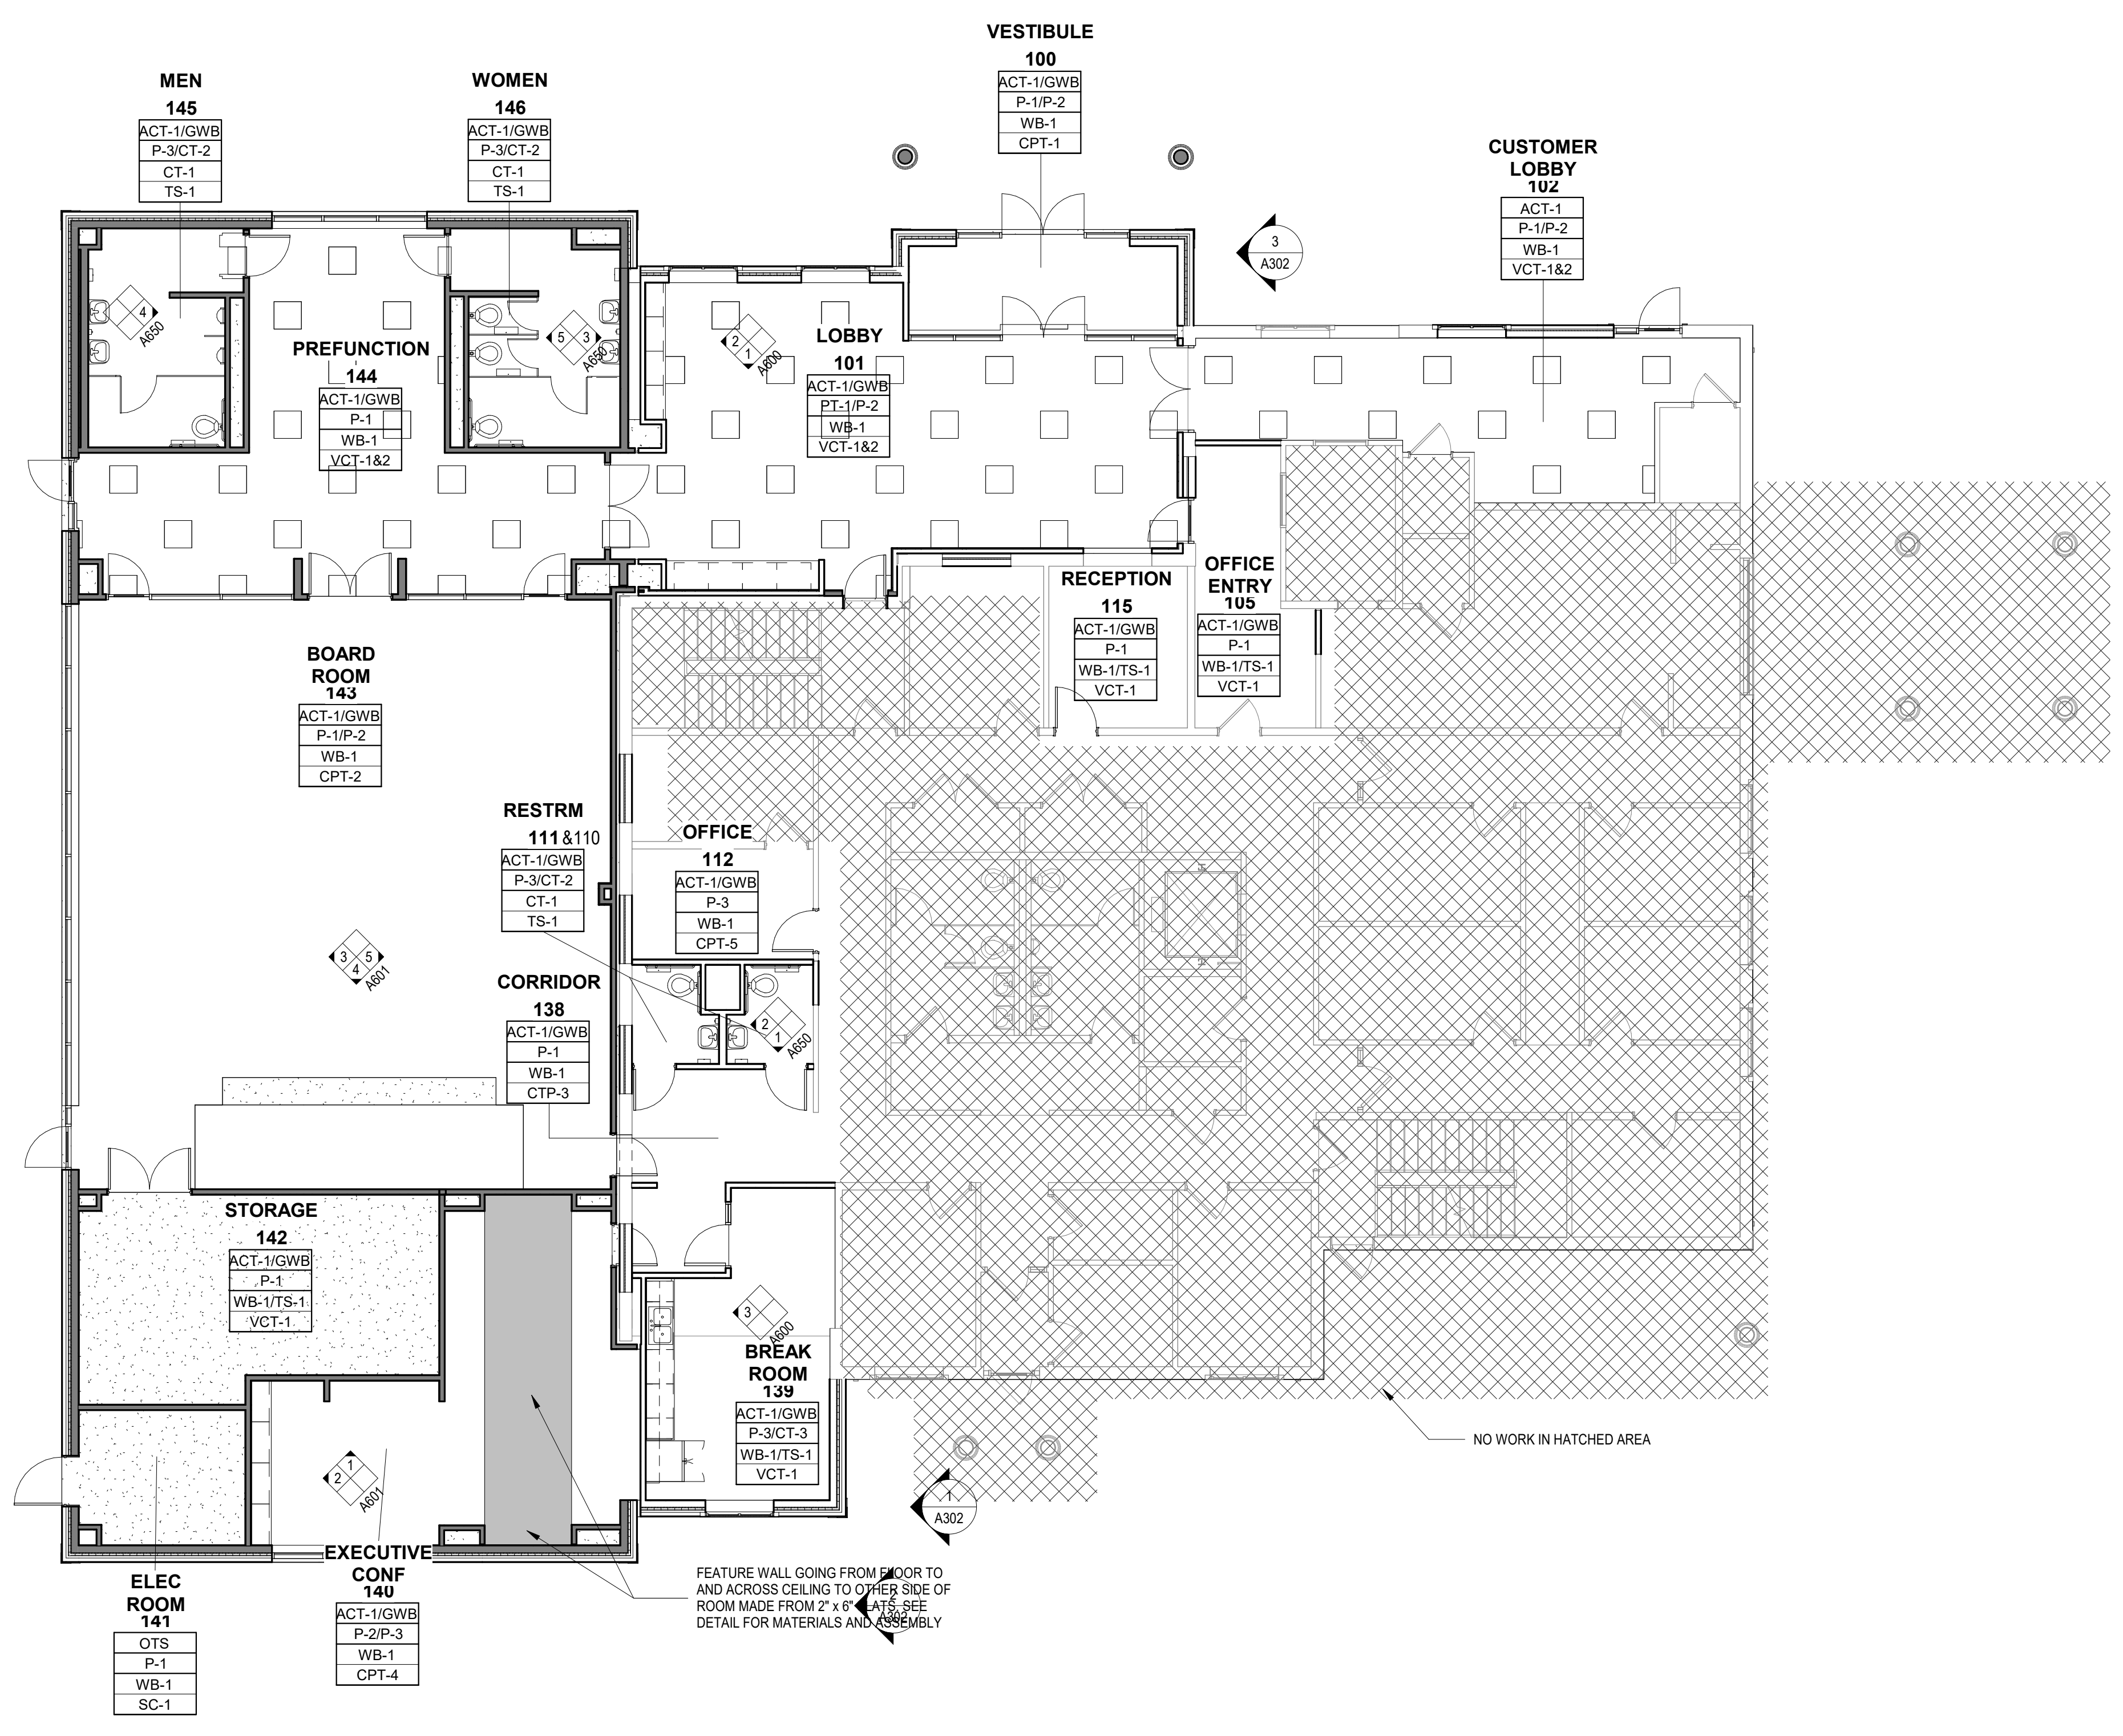 VESTIBULE
100
ACT-1/GWB
P-1/P-2
WB-1
CPT-1
MEN
145
ACT-1/GWB
P-3/CT-2
CT-1
TS-1
WOMEN
146
ACT-1/GWB
P-3/CT-2
CT-1
TS-1
CUSTOMER
LOBBY
102
ACT-1
P-1/P-2
WB-1
VCT-1&2
3
A302
4
A650
5 3
A650
PREFUNCTION
144
ACT-1/GWB
P-1
WB-1
VCT-1&2
2
1
A600
LOBBY
101
ACT-1/GWB
PT-1/P-2
WB-1
VCT-1&2
RECEPTION
115
ACT-1/GWB
P-1
WB-1/TS-1
VCT-1
OFFICE
ENTRY
105
ACT-1/GWB
P-1
WB-1/TS-1
VCT-1
BOARD
ROOM
143
ACT-1/GWB
P-1/P-2
WB-1
CPT-2
RESTRM
111 &110
ACT-1/GWB
P-3/CT-2
CT-1
TS-1
OFFICE
112
ACT-1/GWB
P-3
WB-1
CPT-5
3 5
4
A601
CORRIDOR
138
ACT-1/GWB
P-1
WB-1
CTP-3
2
1
A650
STORAGE
142
ACT-1/GWB
P-1
WB-1/TS-1
VCT-1
3
A600
BREAK
ROOM
139
ACT-1/GWB
P-3/CT-3
WB-1/TS-1
VCT-1
NO WORK IN HATCHED AREA
1
2
A601
1
A302
EXECUTIVE
CONF
140
ACT-1/GWB
P-2/P-3
WB-1
CPT-4
ELEC
ROOM
141
OTS
P-1
WB-1
SC-1
FEATURE WALL GOING FROM FLOOR TO
AND ACROSS CEILING TO OTHER SIDE OF
ROOM MADE FROM 2" x 6" SLATS. SEE
DETAIL FOR MATERIALS AND ASSEMBLY
A302